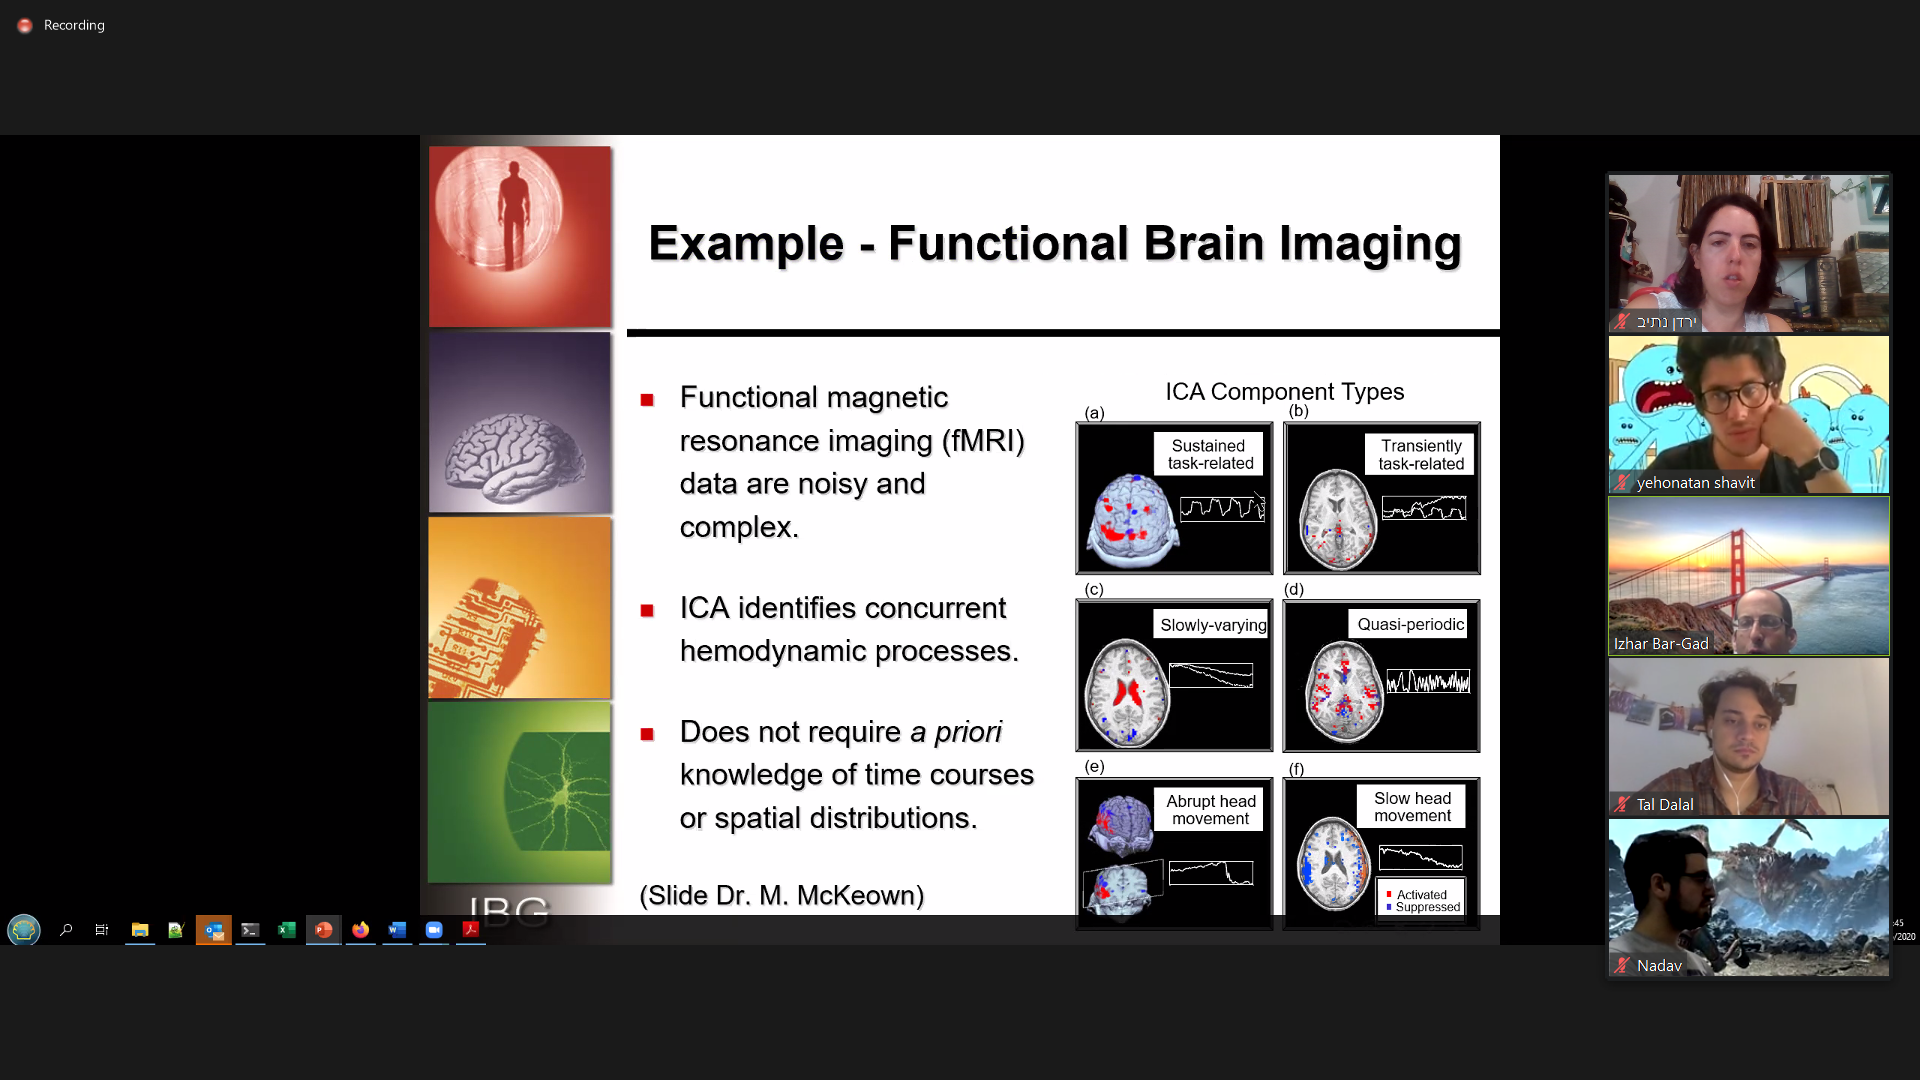 Recording
Example - Functional Brain Imaging
Functional magnetic
resonance imaging (fMRI)
data are noisy and
complex.
ICA identifies concurrent
hemodynamic processes.
Does not require a priori
knowledge of time courses
or spatial distributions.
(Slide Dr. M. McKeown)
IBG
ICA Component Types
(a)
Sustained
task-related
(b)
Transiently
task-related
(c)
Slowly-varying
(d)
Quasi-periodic
(e)
Abrupt head
movement
(f)
Slow head
movement
Activated
Suppressed
ירדן נתיב
yehonatan shavit
Izhar Bar-Gad
Tal Dalal
Nadav
:45
/2020